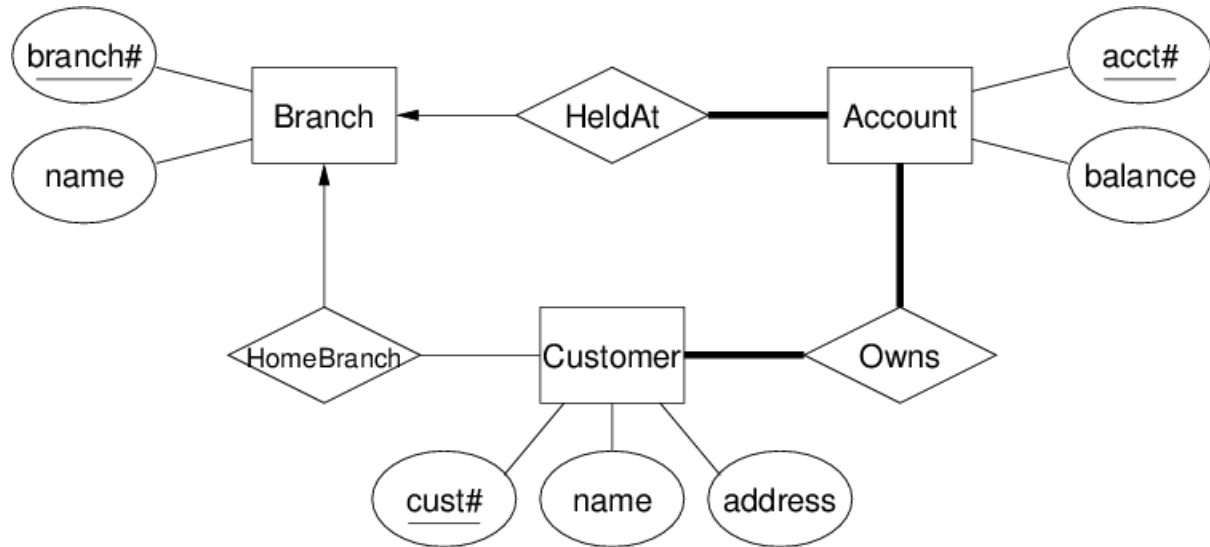 branch#
acct#
Branch
HeldAt
Account
name
balance
HomeBranch
Customer
Owns
cust#
name
address